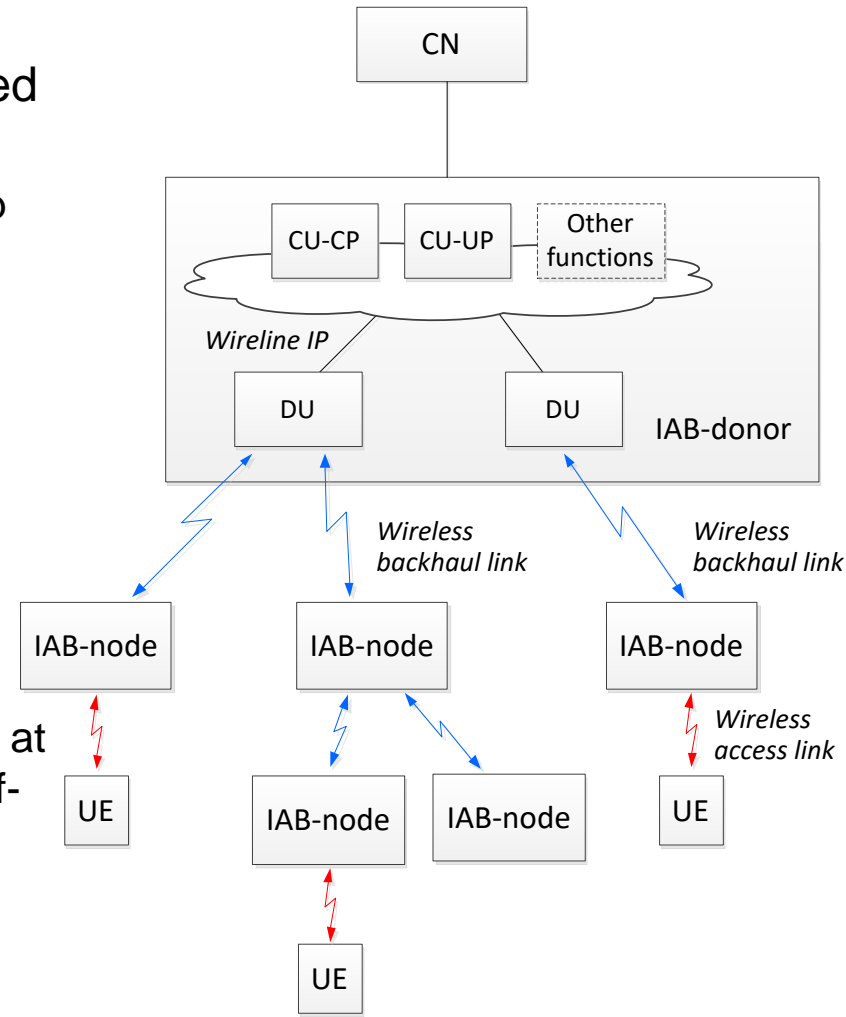 CN
ed
o
CU-CP
CU-UP
Other
functions
Wireline IP
DU
DU
IAB-donor
Wireless
backhaul link
Wireless
backhaul link
IAB-node
IAB-node
IAB-node
Wireless
access link
at
f-
UE
IAB-node
IAB-node
UE
UE